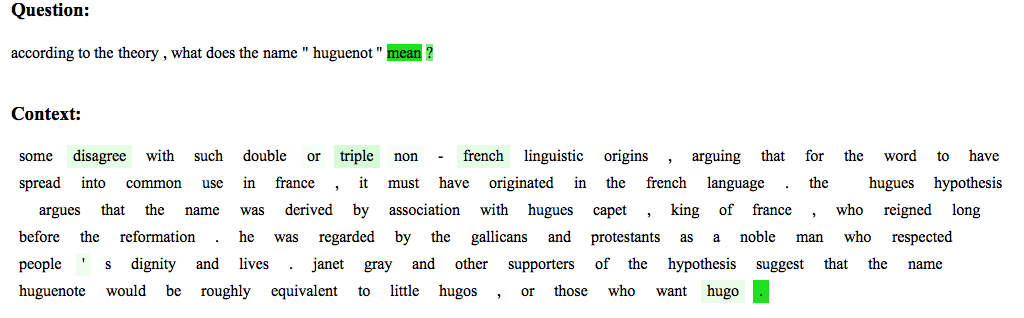 Question:
according to the theory , what does the name " huguenot " mean ?
Context:
some disagree with such double or triple non - french linguistic origins , arguing that for the word to have
spread into common use in france , it must have originated in the french language . the hugues hypothesis
argues that the name was derived by association with hugues capet , king of france , who reigned long
before the reformation . he was regarded by the gallicans and protestants as a noble man who respected
people ' s dignity and lives . janet gray and other supporters of the hypothesis suggest that the name
huguenote would be roughly equivalent to little hugos , or those who want hugo .